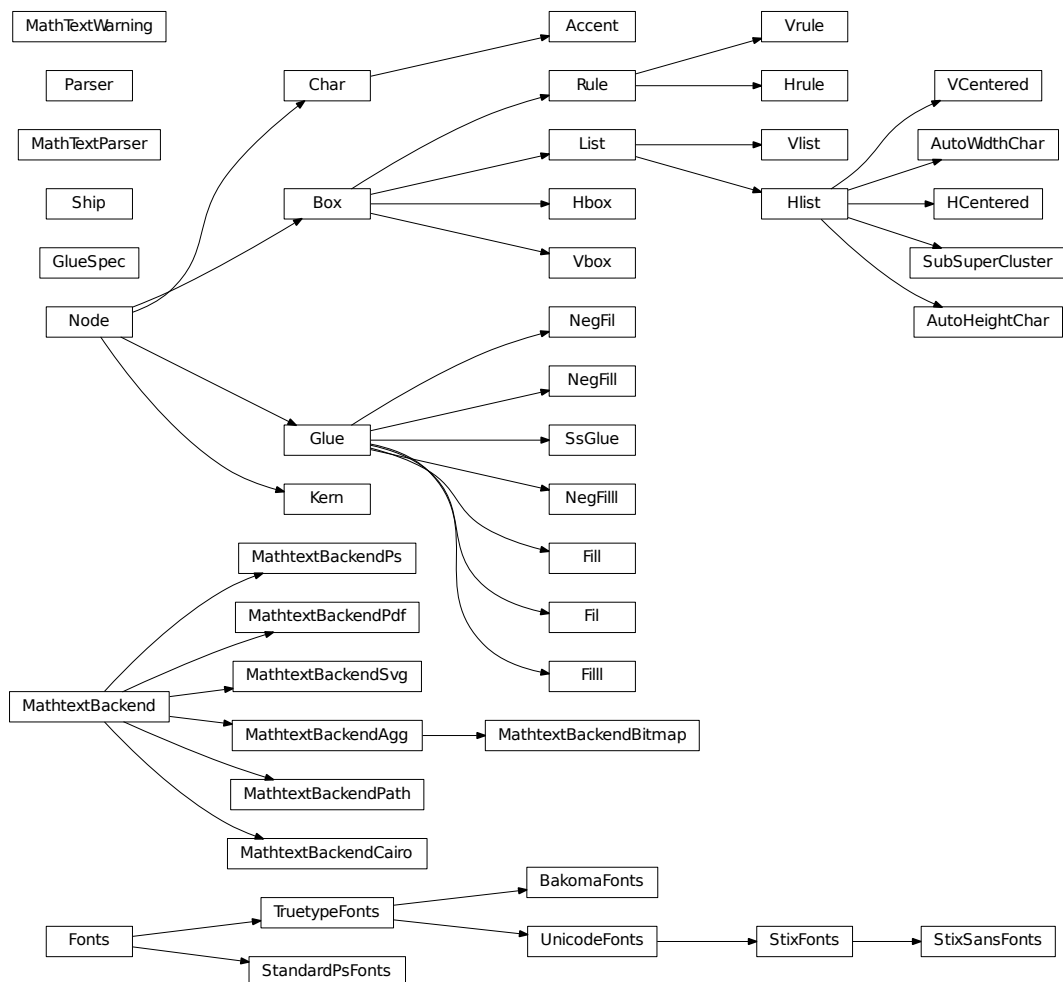 MathTextWarning
Accent
Vrule
Parser
Char
Rule
Hrule
VCentered
MathTextParser
List
Vlist
AutoWidthChar
Ship
Box
Hbox
Hlist
HCentered
GlueSpec
Vbox
SubSuperCluster
Node
NegFil
AutoHeightChar
NegFill
Glue
SsGlue
Kern
NegFilll
MathtextBackendPs
Fill
MathtextBackendPdf
Fil
MathtextBackendSvg
Filll
MathtextBackend
MathtextBackendAgg
MathtextBackendBitmap
MathtextBackendPath
MathtextBackendCairo
BakomaFonts
TruetypeFonts
Fonts
UnicodeFonts
StixFonts
StixSansFonts
StandardPsFonts